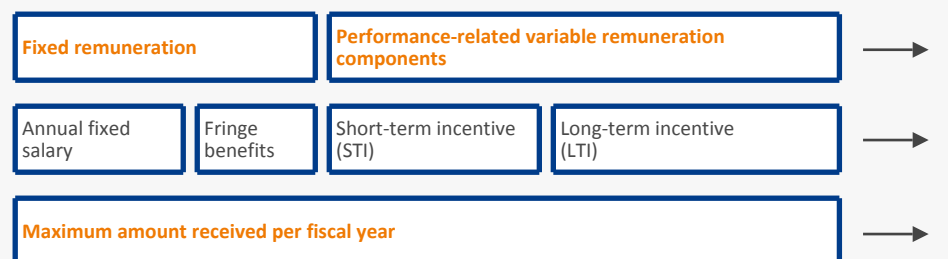 Fixed remuneration
Performance-related variable remuneration
components
Annual fixed
salary
Fringe
benefits
Short-term incentive
(STI)
Long-term incentive
(LTI)
Maximum amount received per fiscal year